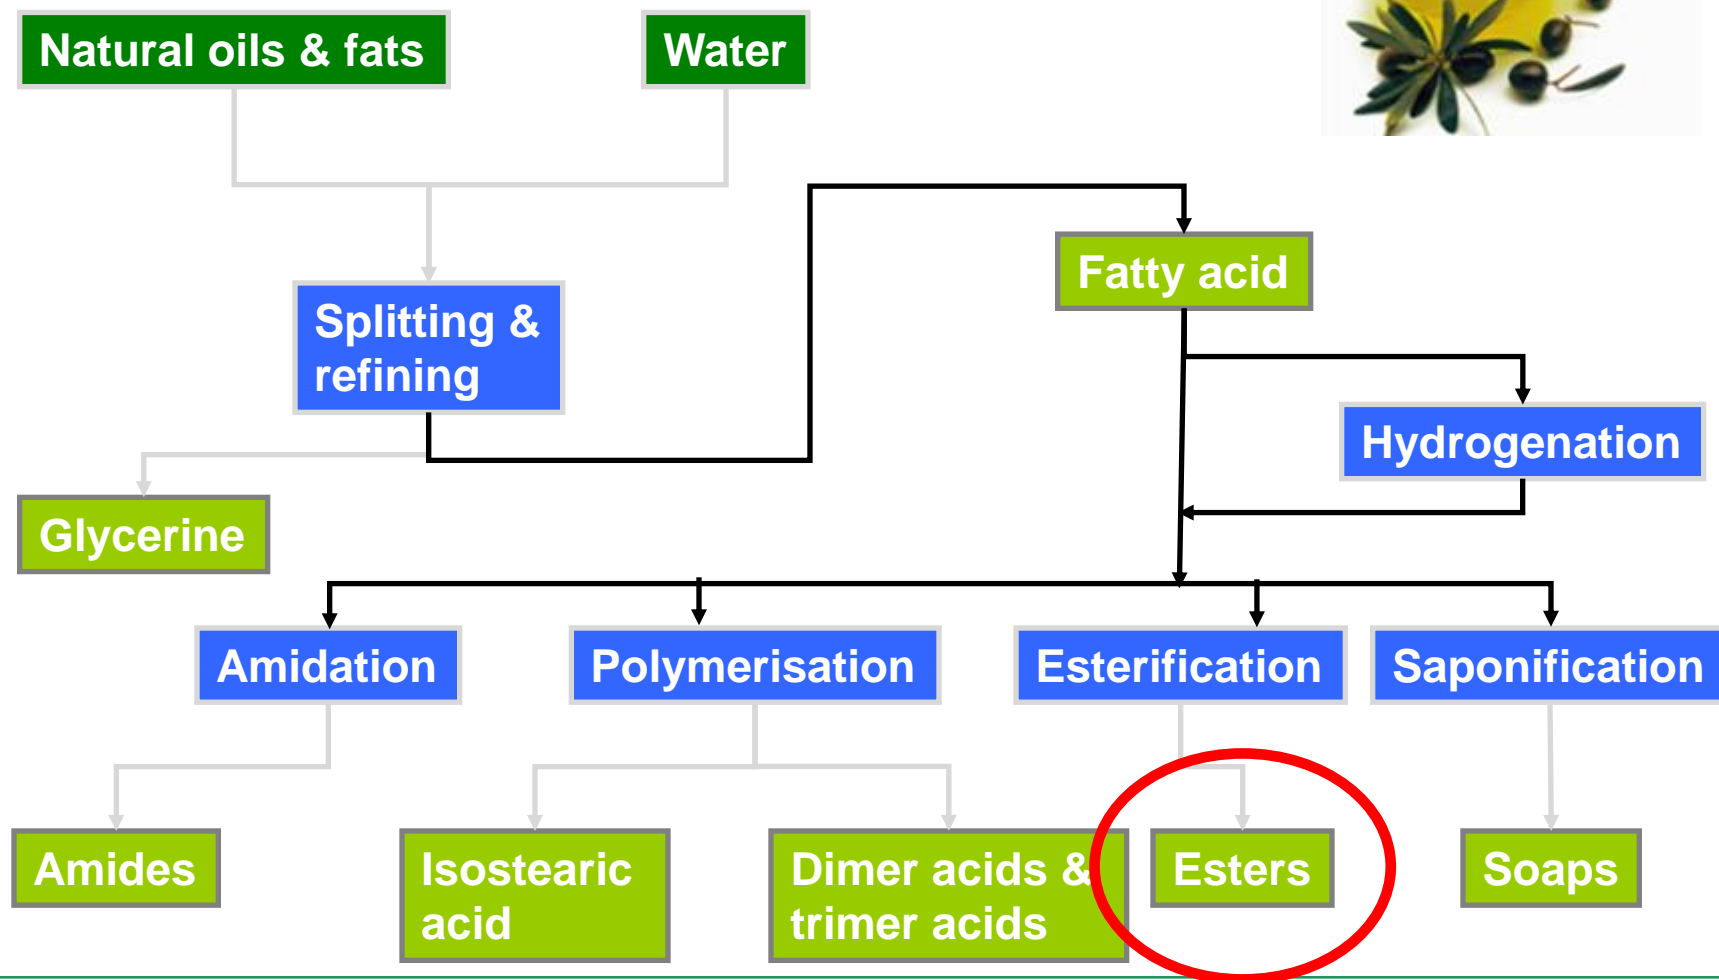 Natural oils & fats
Water
Fatty acid
Splitting &
refining
Hydrogenation
Glycerine
Amidation
Polymerisation
Esterification
Saponification
Amides
Isostearic
acid
Dimer acids &
trimer acids
Esters
Soaps